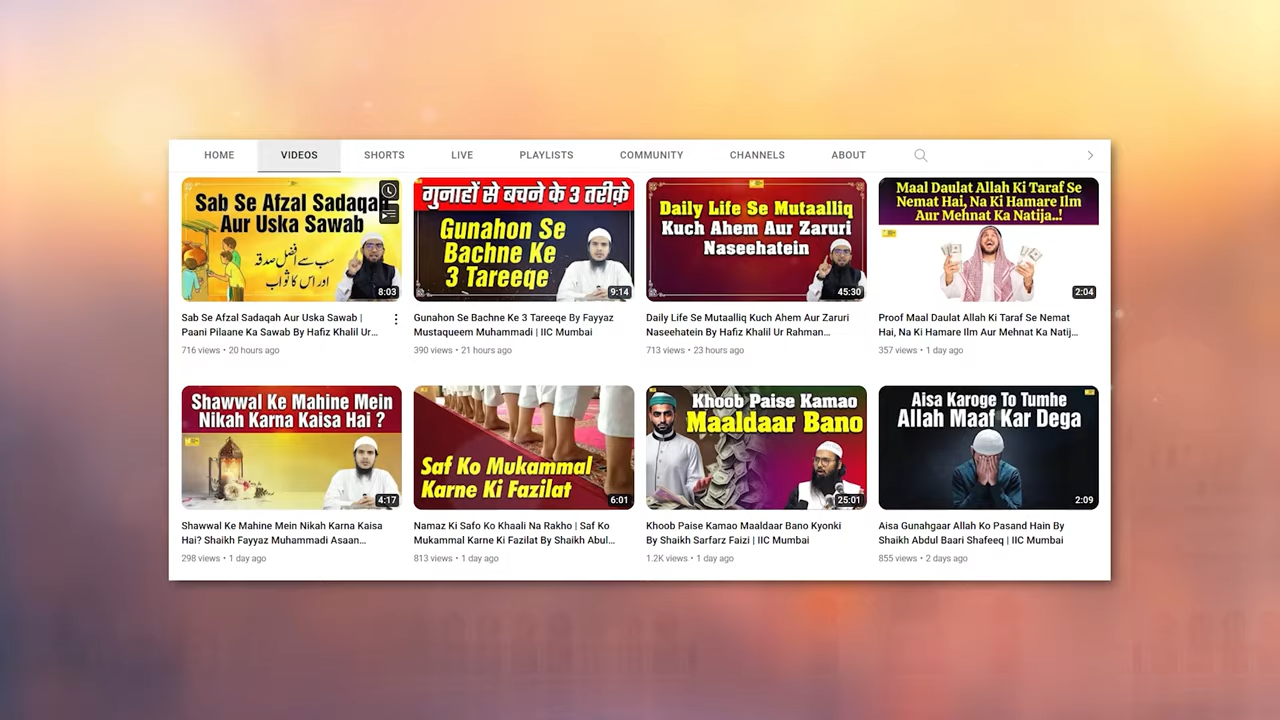 HOME VIDEOS SHORTS LIVE PLAYLISTS COMMUNITY CHANNELS ABOUT
Sab Se Afzal Sadaqah
Aur Uska Sawab
سب سے افضل صدقہ
اور اس کا ثواب
8:03
Sab Se Afzal Sadaqah Aur Uska Sawab |
Paani Pilaane Ka Sawab By Hafiz Khalil Ur...
716 views • 20 hours ago
गुनाहों से बचने के 3 तरीक़े
Gunahon Se
Bachne Ke
3 Tareeqe
9:14
Gunahon Se Bachne Ke 3 Tareeqe By Fayyaz
Mustaqueem Muhammadi | IIC Mumbai
390 views • 21 hours ago
Daily Life Se Mutaalliq
Kuch Ahem Aur Zaruri
Naseehatein
45:30
Daily Life Se Mutaalliq Kuch Ahem Aur Zaruri
Naseehatein By Hafiz Khalil Ur Rahman...
713 views • 23 hours ago
Maal Daulat Allah Ki Taraf Se
Nemat Hai, Na Ki Hamare Ilm
Aur Mehnat Ka Natija..!
2:04
Proof Maal Daulat Allah Ki Taraf Se Nemat
Hai, Na Ki Hamare Ilm Aur Mehnat Ka Natij...
357 views • 1 day ago
Shawwal Ke Mahine Mein
Nikah Karna Kaisa Hai ?
4:17
Shawwal Ke Mahine Mein Nikah Karna Kaisa
Hai? Shaikh Fayyaz Muhammadi Asaan...
298 views • 1 day ago
Saf Ko Mukammal
Karne Ki Fazilat
6:01
Namaz Ki Safo Ko Khaali Na Rakho | Saf Ko
Mukammal Karne Ki Fazilat By Shaikh Abul...
813 views • 1 day ago
Khoob Paise Kamao
Maaldaar Bano
25:01
Khoob Paise Kamao Maaldaar Bano Kyonki
By Shaikh Sarfarz Faizi | IIC Mumbai
1.2K views • 1 day ago
Aisa Karoge To Tumhe
Allah Maaf Kar Dega
2:09
Aisa Gunahgaar Allah Ko Pasand Hain By
Shaikh Abdul Baari Shafeeq | IIC Mumbai
855 views • 2 days ago